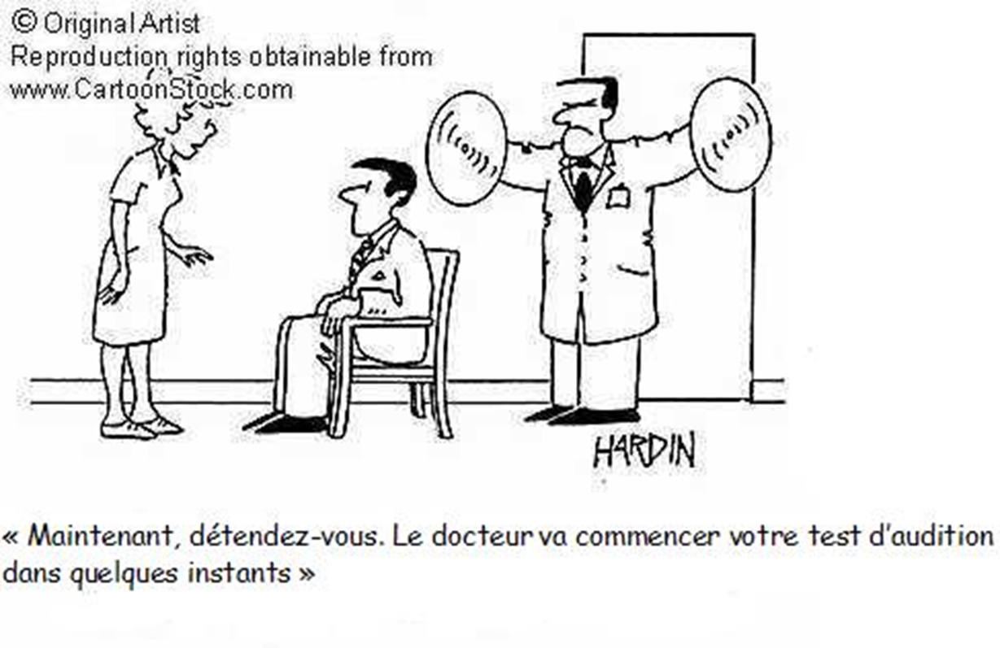 © Original Artist
Reproduction rights obtainable from
www.CartoonStock.com
HARDIN
« Maintenant, détendez-vous. Le docteur va commencer votre test d'audition
dans quelques instants »